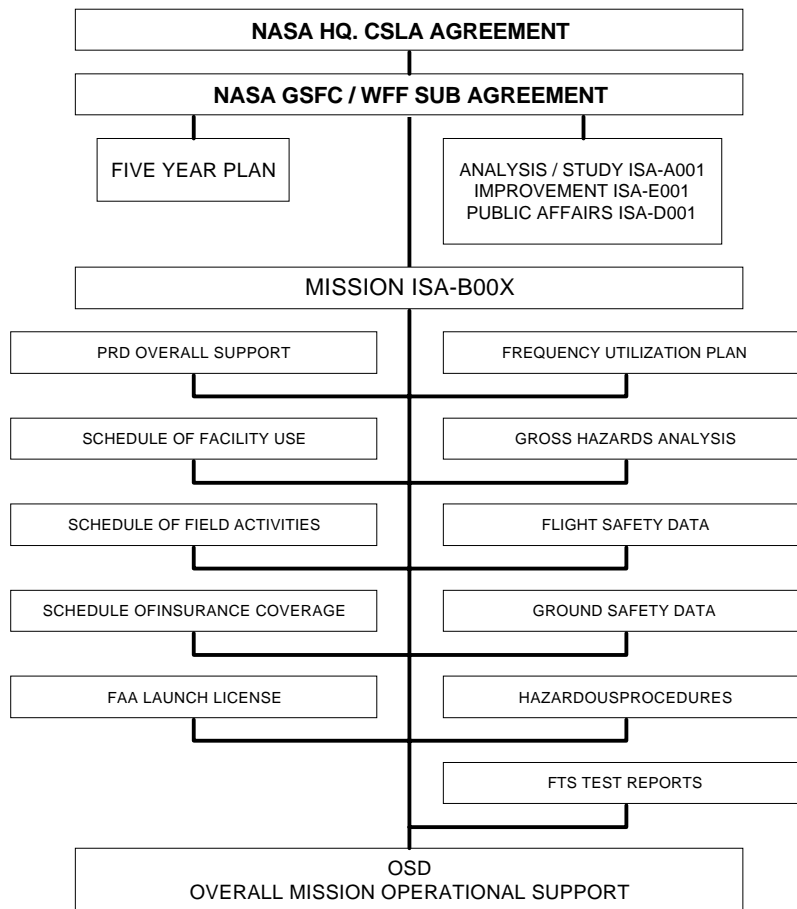 NASA HQ. CSLA AGREEMENT
NASA GSFC / WFF SUB AGREEMENT
FIVE YEAR PLAN
ANALYSIS / STUDY ISA-A001
IMPROVEMENT ISA-E001
PUBLIC AFFAIRS ISA-D001
MISSION ISA-B00X
PRD OVERALL SUPPORT
FREQUENCY UTILIZATION PLAN
SCHEDULE OF FACILITY USE
GROSS HAZARDS ANALYSIS
SCHEDULE OF FIELD ACTIVITIES
FLIGHT SAFETY DATA
SCHEDULE OFINSURANCE COVERAGE
GROUND SAFETY DATA
FAA LAUNCH LICENSE
HAZARDOUSPROCEDURES
FTS TEST REPORTS
OSD
OVERALL MISSION OPERATIONAL SUPPORT